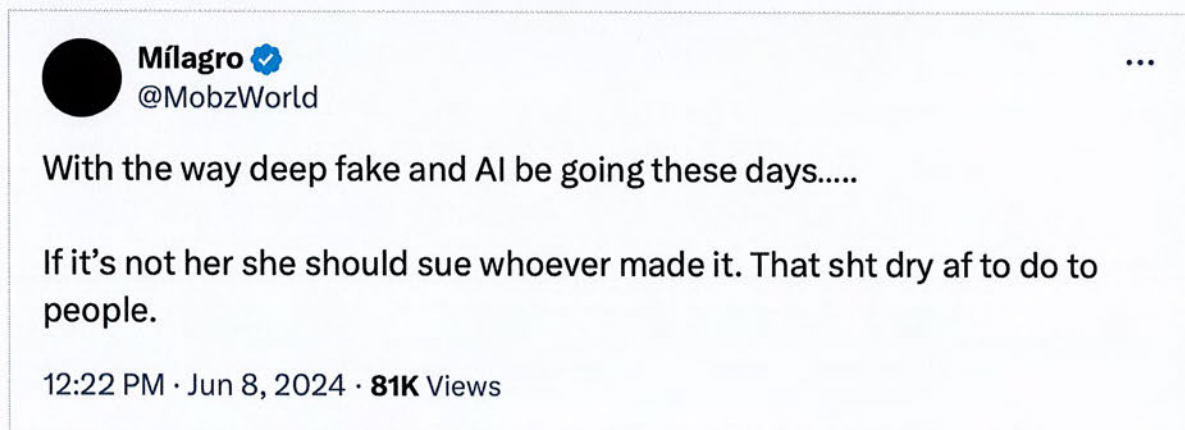 Mílagro
@MobzWorld
With the way deep fake and AI be going these days.....
If it's not her she should sue whoever made it. That sht dry af to do to
people.
12:22 PM · Jun 8, 2024 · 81K Views